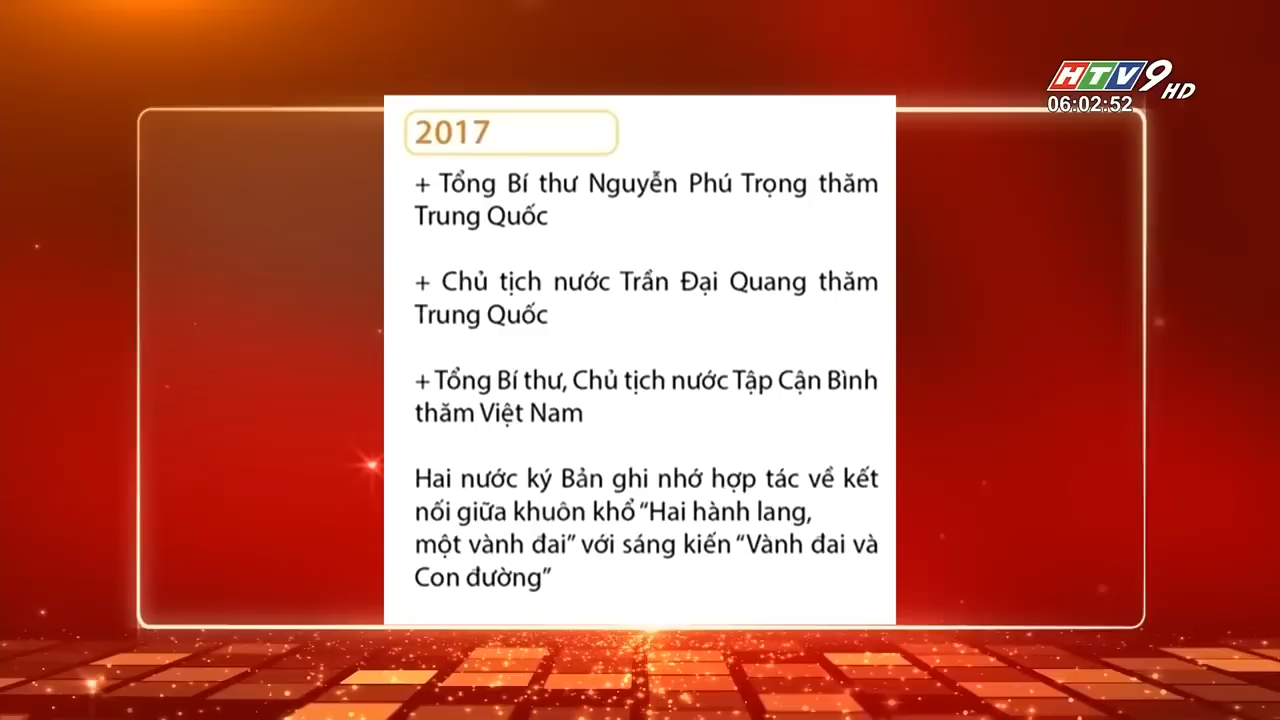 HTV9 HD
06:02:52
2017
+ Tổng Bí thư Nguyễn Phú Trọng thăm
Trung Quốc
+ Chủ tịch nước Trần Đại Quang thăm
Trung Quốc
+ Tổng Bí thư, Chủ tịch nước Tập Cận Bình
thăm Việt Nam
Hai nước ký Bản ghi nhớ hợp tác về kết
nối giữa khuôn khổ “Hai hành lang,
một vành đai” với sáng kiến “Vành đai và
Con đường”